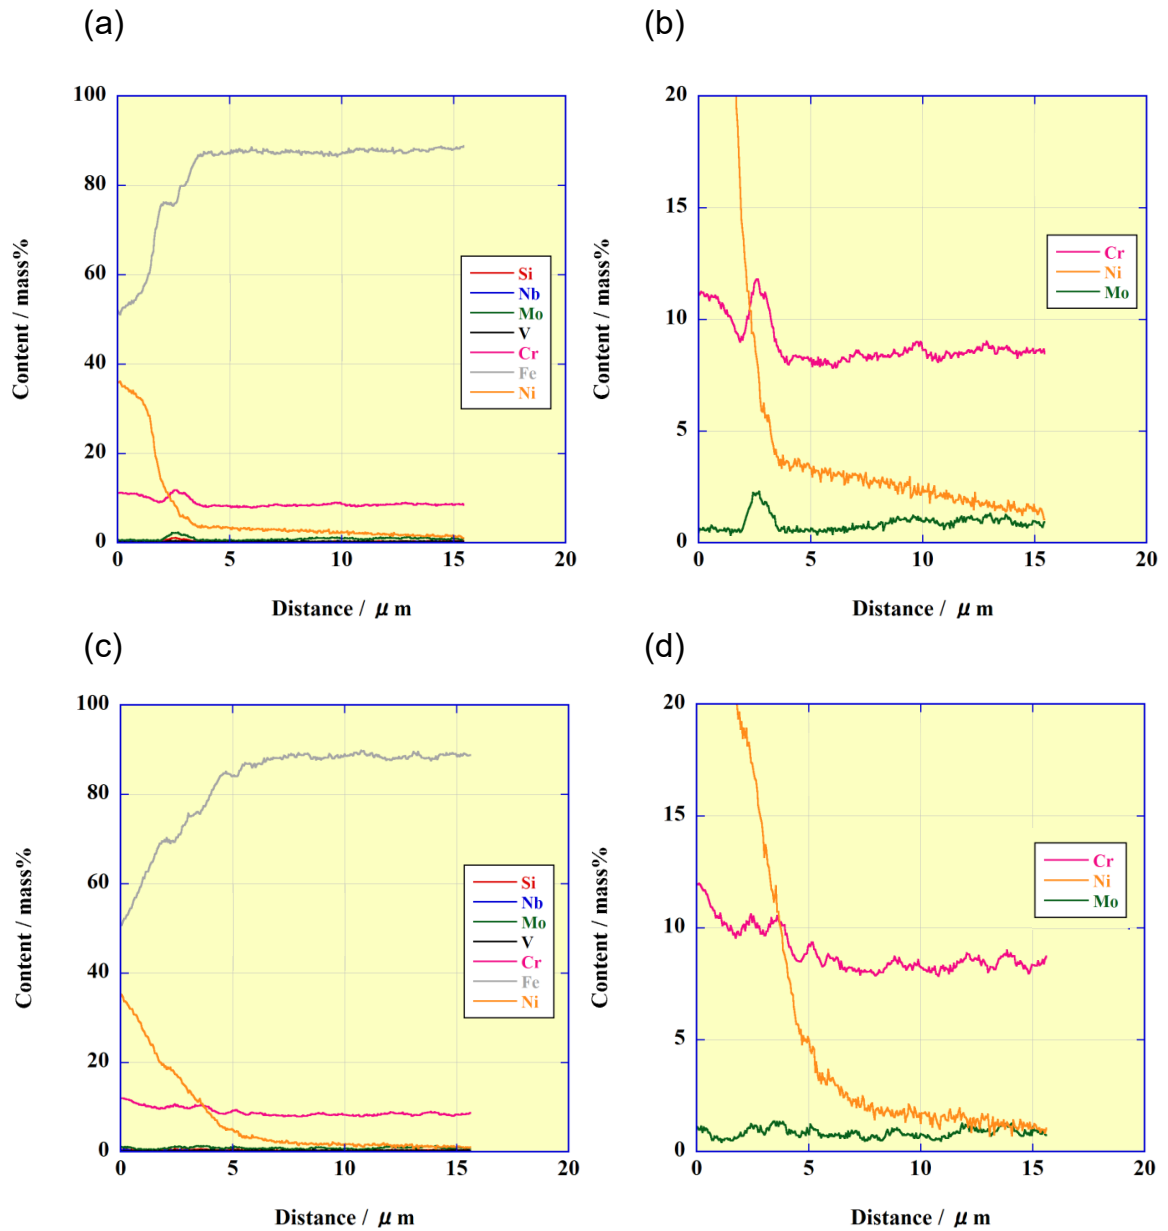 (a)
100
80
60
40
20
0
0 5 10 15 20
Content / mass%
Distance / μ m
Si
Nb
Mo
V
Cr
Fe
Ni
(b)
20
15
10
5
0
0 5 10 15 20
Content / mass%
Distance / μ m
Cr
Ni
Mo
(c)
100
80
60
40
20
0
0 5 10 15 20
Content / mass%
Distance / μ m
Si
Nb
Mo
V
Cr
Fe
Ni
(d)
20
15
10
5
0
0 5 10 15 20
Content / mass%
Distance / μ m
Cr
Ni
Mo